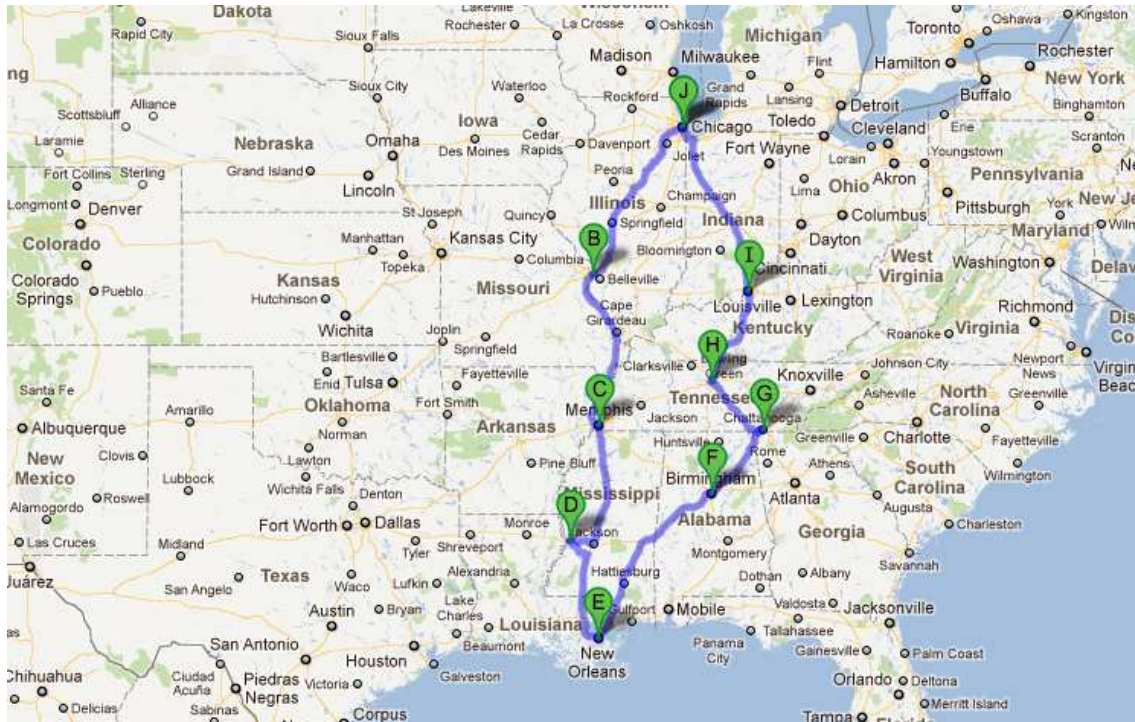 Dakota
Wisconsin
Lakeville
Rapid City
Rochester
La Crosse
Oshkosh
Michigan
Toronto
Oshawa
Kingston
Sioux Falls
Madison
Milwaukee
Flint
Hamilton
Rochester
ng
Scottsbluff
Alliance
Sioux City
Waterloo
Rockford
J
Grand
Rapids
Lansing
Detroit
Buffalo
New York
Binghamton
Iowa
Cedar
Rapids
Chicago
Toledo
Cleveland
Erie
Scranton
Laramie
Nebraska
Omaha
Des Moines
Davenport
Joliet
Fort Wayne
Lorain
Youngstown
Fort Collins
Sterling
Grand Island
Lincoln
Peoria
Lima
Ohio
Akron
Pennsylvania
Longmont
Denver
St Joseph
Quincy
Illinois
Champaign
Indiana
Columbus
Pittsburgh
York
New Je
Colorado
Manhattan
Kansas City
Springfield
B
Bloomington
I
Dayton
Maryland
Colorado
Springs
Pueblo
Kansas
Topeka
Columbia
Belleville
Cincinnati
West
Virginia
Washington
Delaw
Hutchinson
Missouri
Louisville
Lexington
Richmond
Dis
Co
Wichita
Joplin
Springfield
Cape
Girardeau
H
Kentucky
Roanoke
Virginia
Bartlesville
Clarksville
Bowling
Green
Johnson City
Newport
News
Virginia
Beac
Santa Fe
Enid
Tulsa
Fayetteville
C
Tennessee
Knoxville
Asheville
North
Carolina
Greenville
Albuquerque
Amarillo
Oklahoma
Fort Smith
Memphis
Jackson
G
Chattanooga
New
Mexico
Clovis
Norman
Arkansas
Huntsville
Greenville
Charlotte
Fayetteville
Lawton
Pine Bluff
F
Rome
Athens
South
Carolina
Wilmington
Roswell
Lubbock
Wichita Falls
Birmingham
Alamogordo
Denton
D
Mississippi
Atlanta
Augusta
Las Cruces
Fort Worth
Dallas
Monroe
Jackson
Alabama
Georgia
Charleston
Midland
Tyler
Shreveport
Montgomery
Savannah
Juárez
San Angelo
Texas
Waco
Lufkin
Alexandria
Hattiesburg
Dothan
Albany
Austin
Bryan
Lake
Charles
Louisiana
E
Gulfport
Mobile
Valdosta
Jacksonville
San Antonio
Houston
Beaumont
New
Orleans
Panama
City
Tallahassee
Gainesville
Palm Coast
Chihuahua
Ciudad
Acuña
Piedras
Negras
Victoria
Galveston
Orlando
Deltona
Delicias
Sabinas
Corpus
Merritt Island
Tampa